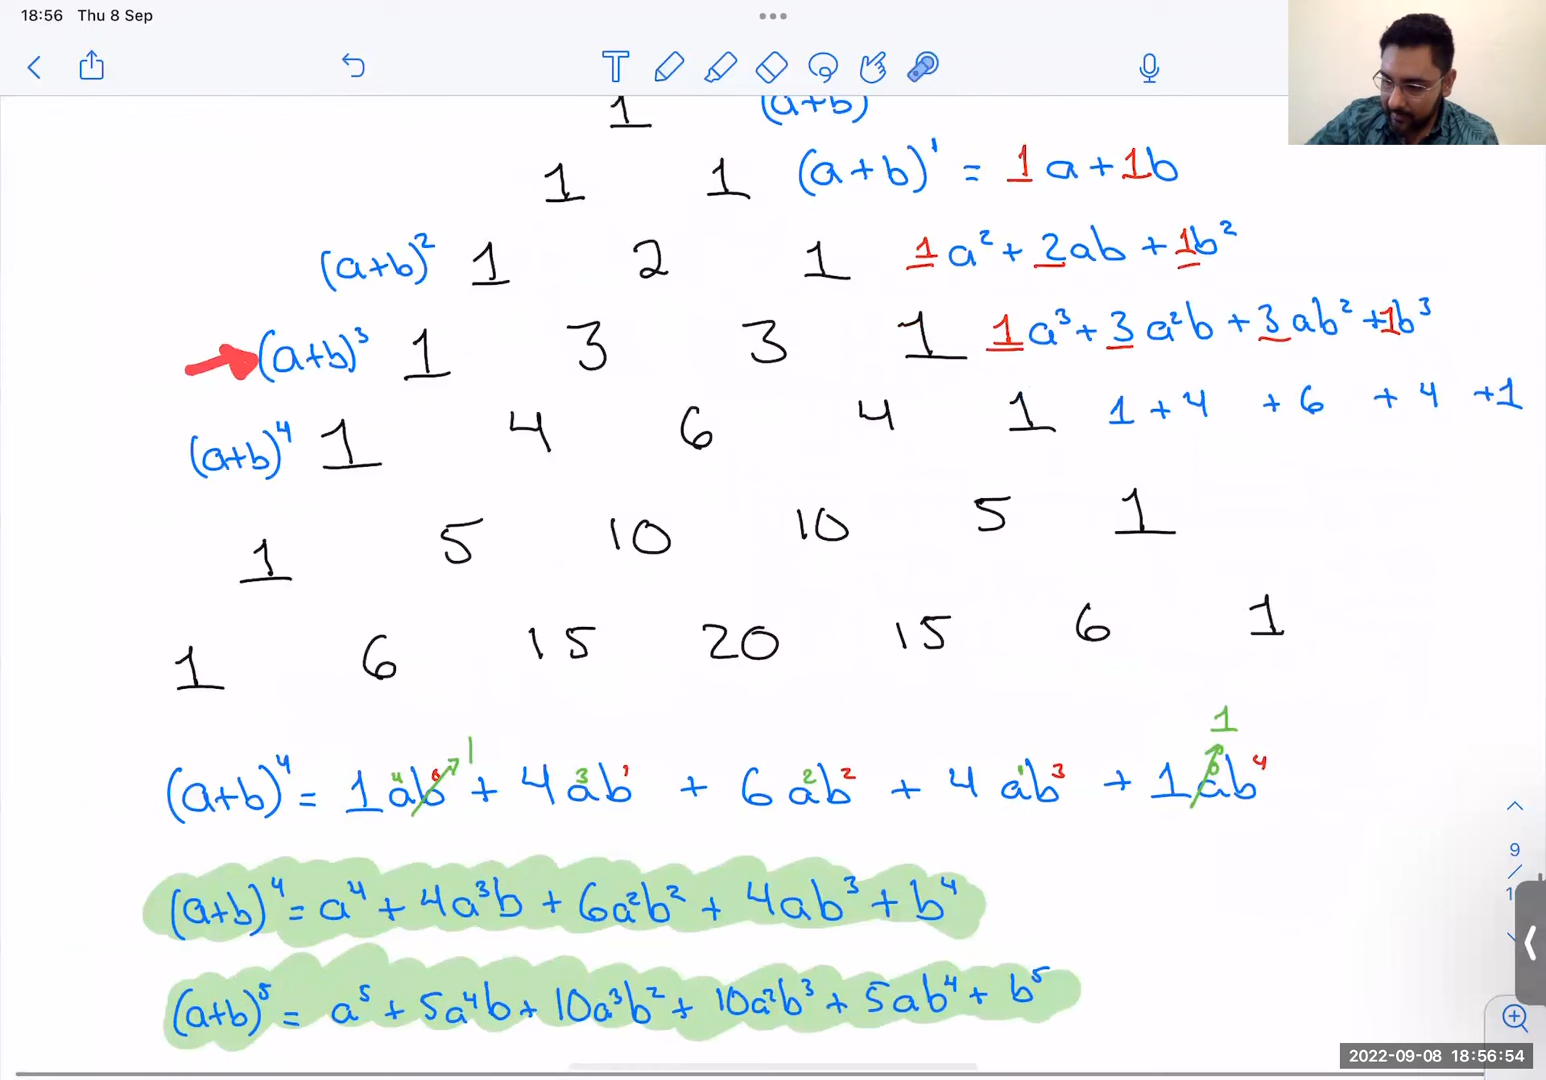 18:56 Thu 8 Sep
1 (a+b)
1 1 (a+b)¹ = 1a+1b
(a+b)² 1 2 1 1a² + 2ab + 1b²
(a+b)³ 1 3 3 1 1a³ + 3a²b + 3ab² + 1b³
(a+b)⁴ 1 4 6 4 1 1 + 4 + 6 + 4 + 1
1 5 10 10 5 1
1 6 15 20 15 6 1
1 1
(a+b)⁴ = 1a⁴b⁰ + 4a³b¹ + 6a²b² + 4a¹b³ + 1a⁰b⁴
(a+b)⁴ = a⁴ + 4a³b + 6a²b² + 4ab³ + b⁴
(a+b)⁵ = a⁵ + 5a⁴b + 10a³b² + 10a²b³ + 5ab⁴ + b⁵
9
/
2022-09-08 18:56:54